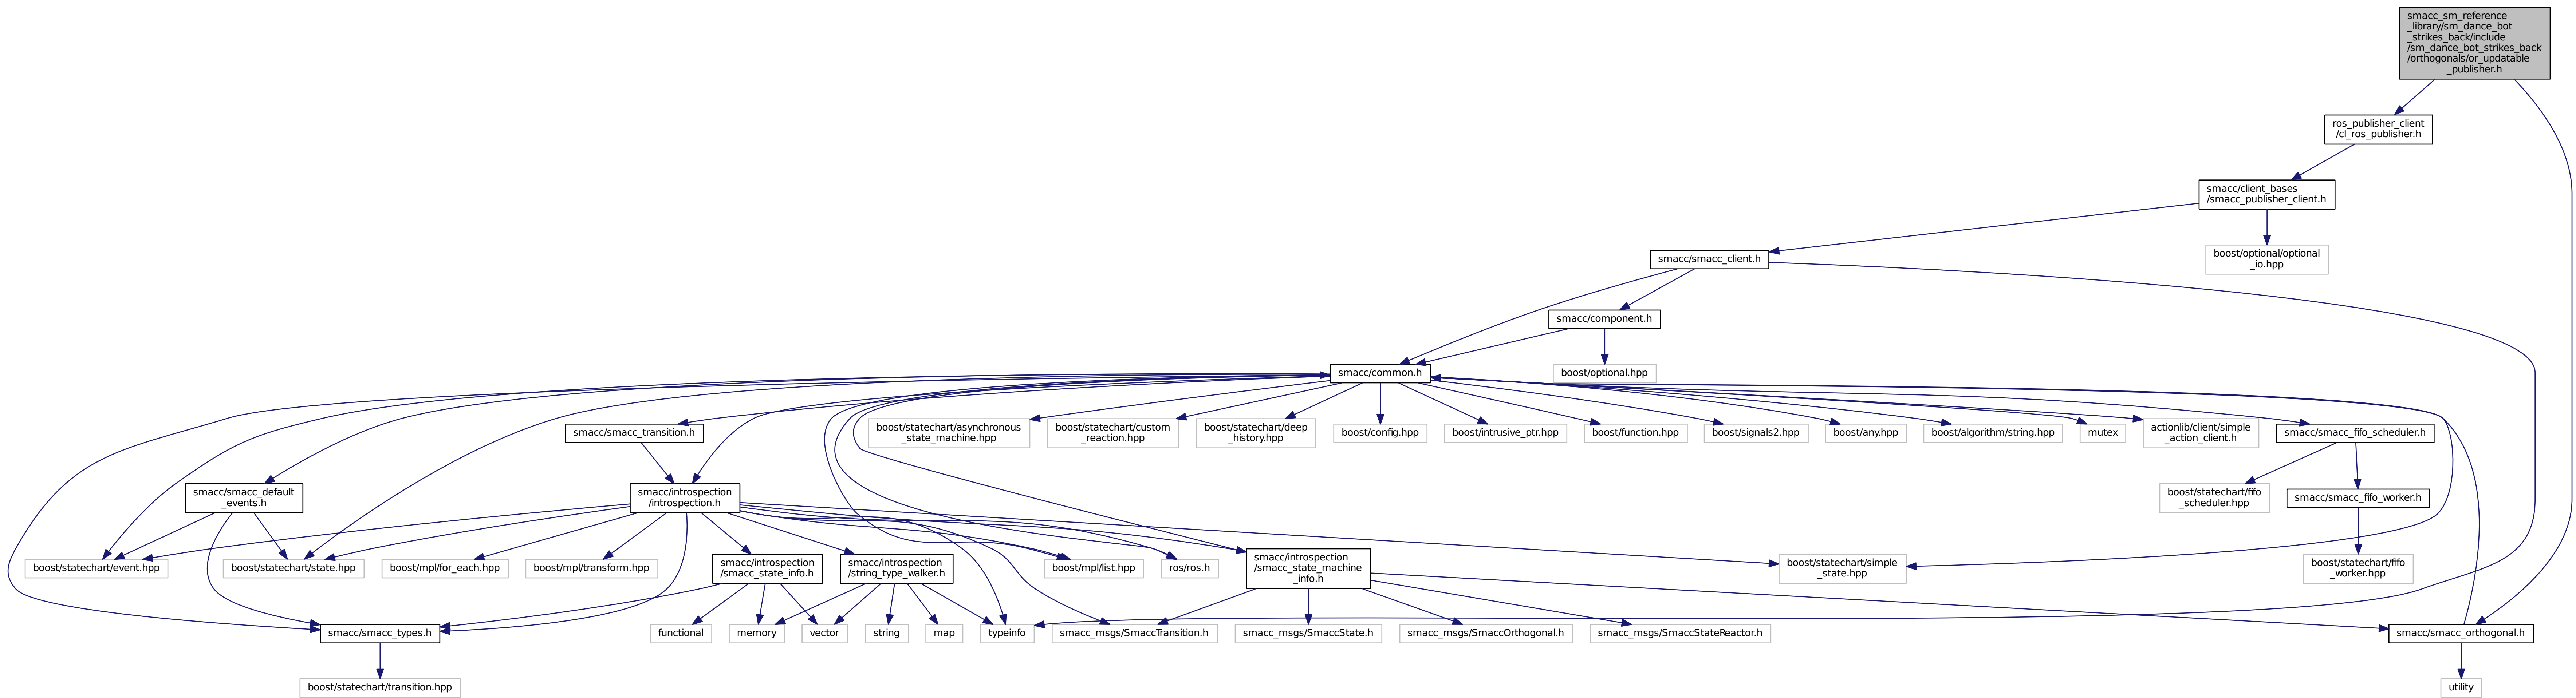 smacc_sm_reference
_library/sm_dance_bot
_strikes_back/include
/sm_dance_bot_strikes_back
/orthogonals/or_updatable
_publisher.h
ros_publisher_client
/cl_ros_publisher.h
smacc/client_bases
/smacc_publisher_client.h
smacc/smacc_client.h
boost/optional/optional
_io.hpp
smacc/component.h
smacc/common.h
boost/optional.hpp
smacc/smacc_transition.h
boost/statechart/asynchronous
_state_machine.hpp
boost/statechart/custom
_reaction.hpp
boost/statechart/deep
_history.hpp
boost/config.hpp
boost/intrusive_ptr.hpp
boost/function.hpp
boost/signals2.hpp
boost/any.hpp
boost/algorithm/string.hpp
mutex
actionlib/client/simple
_action_client.h
smacc/smacc_fifo_scheduler.h
smacc/smacc_default
_events.h
smacc/introspection
/introspection.h
boost/statechart/fifo
_scheduler.hpp
smacc/smacc_fifo_worker.h
boost/statechart/event.hpp
boost/statechart/state.hpp
boost/mpl/for_each.hpp
boost/mpl/transform.hpp
smacc/introspection
/smacc_state_info.h
smacc/introspection
/string_type_walker.h
boost/mpl/list.hpp
ros/ros.h
smacc/introspection
/smacc_state_machine
_info.h
boost/statechart/simple
_state.hpp
boost/statechart/fifo
_worker.hpp
smacc/smacc_types.h
functional
memory
vector
string
map
typeinfo
smacc_msgs/SmaccTransition.h
smacc_msgs/SmaccState.h
smacc_msgs/SmaccOrthogonal.h
smacc_msgs/SmaccStateReactor.h
smacc/smacc_orthogonal.h
boost/statechart/transition.hpp
utility